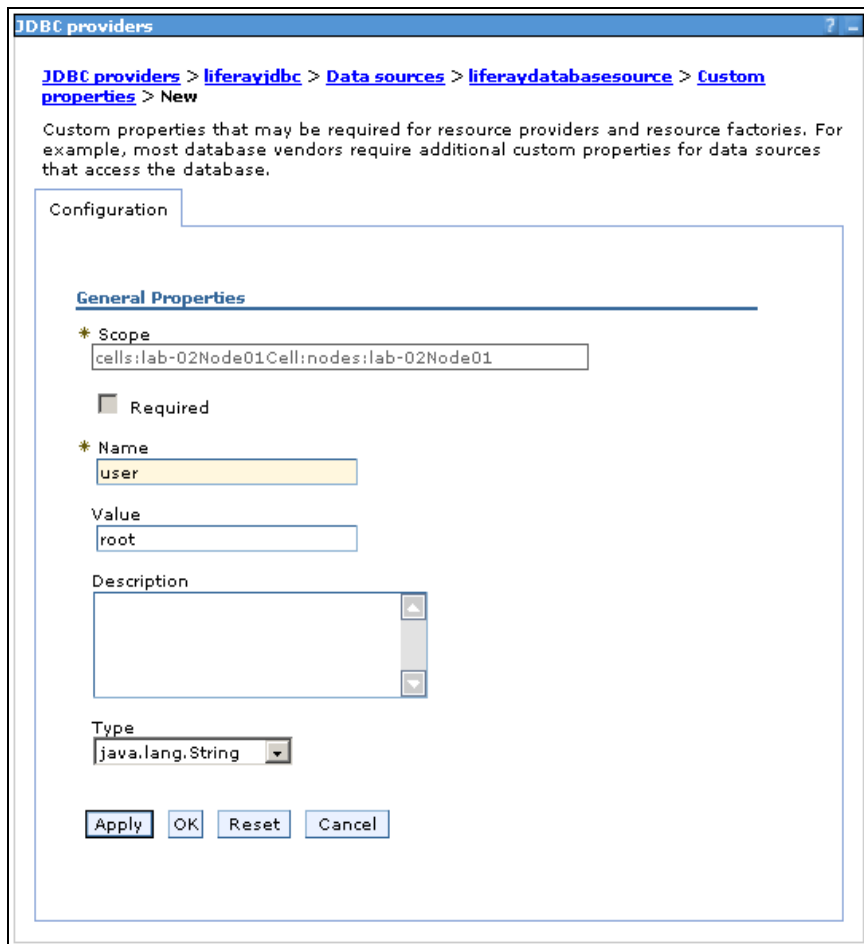 JDBC providers ? –
JDBC providers > liferayjdbc > Data sources > liferaydatabasesource > Custom
properties > New
Custom properties that may be required for resource providers and resource factories. For
example, most database vendors require additional custom properties for data sources
that access the database.
Configuration
General Properties
* Scope
cells:lab-02Node01Cell:nodes:lab-02Node01
Required
* Name
user
Value
root
Description
Type
java.lang.String
Apply OK Reset Cancel